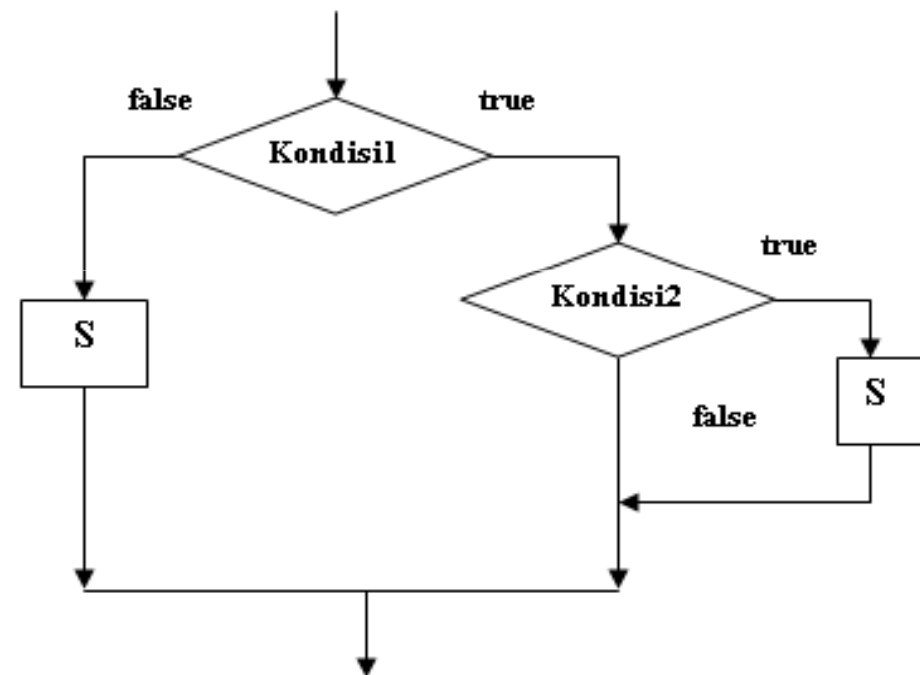 false
true
Kondisi1
true
Kondisi2
S
S
false